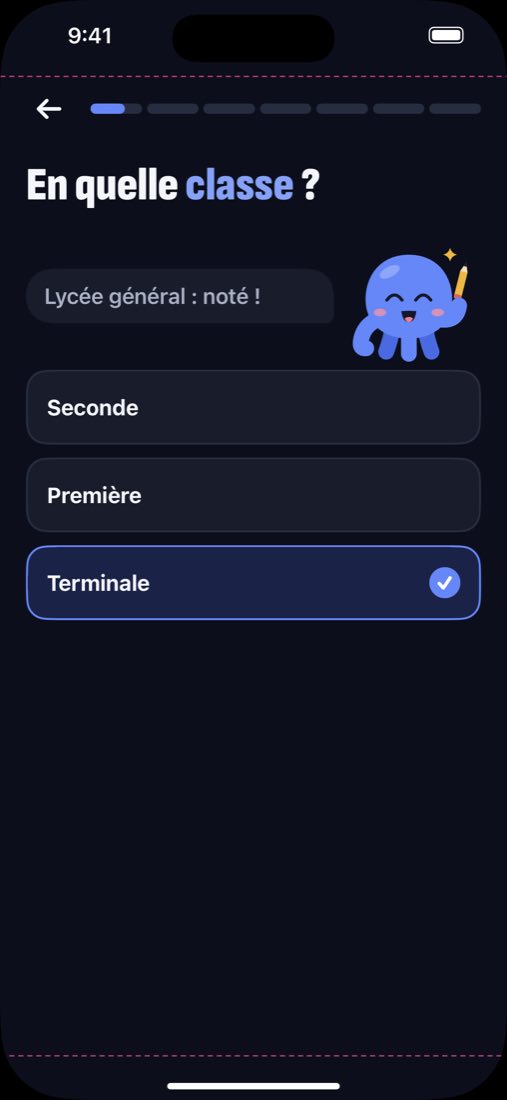 9:41
En quelle classe ?
Lycée général : noté !
Seconde
Première
Terminale